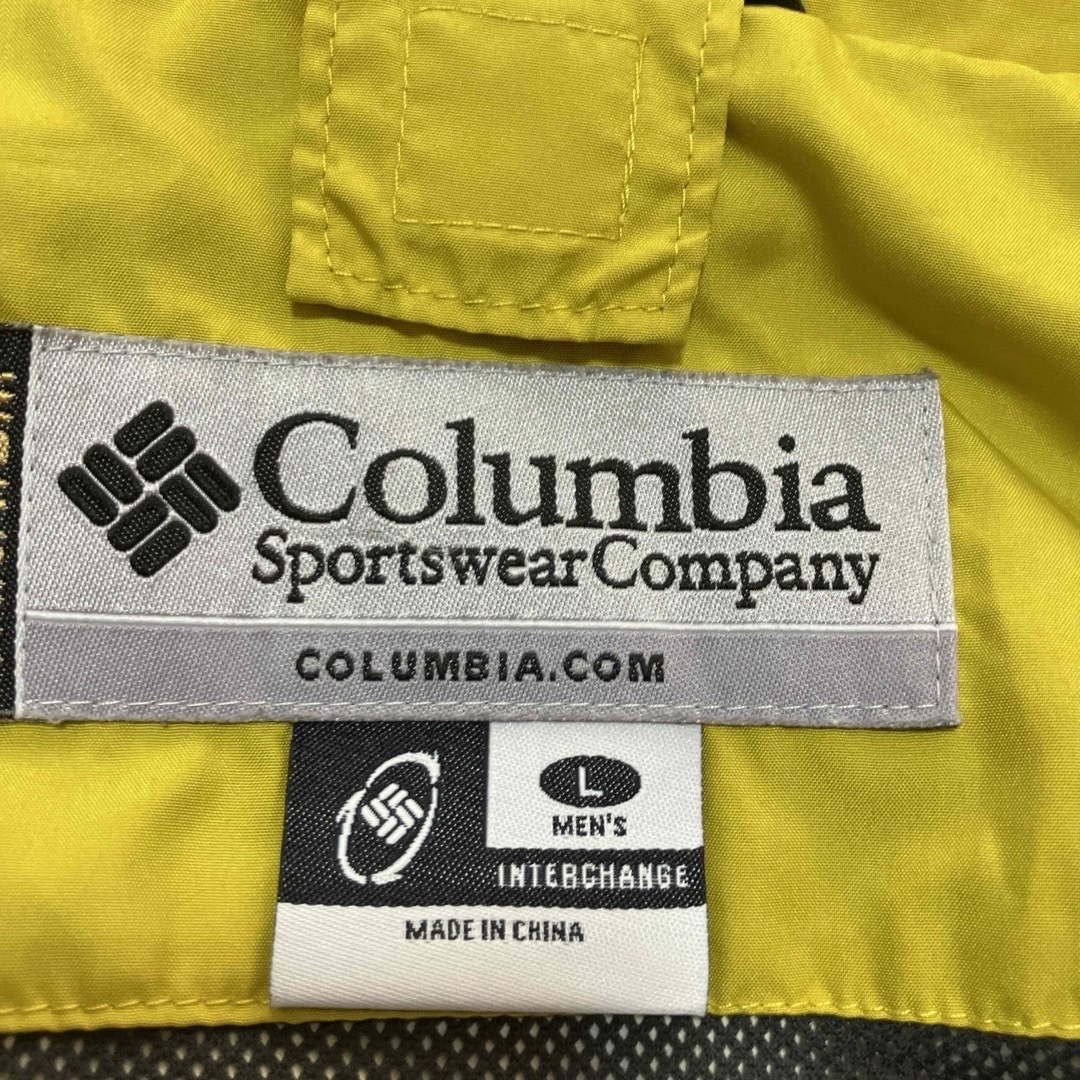 Columbia
Sportswear Company
COLUMBIA.COM
L
MEN'S
INTERCHANGE
MADE IN CHINA